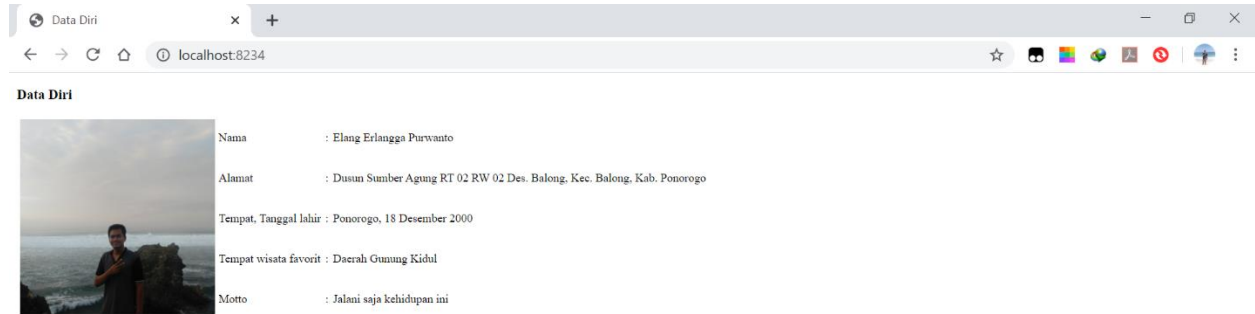 Data Diri
localhost:8234
Data Diri
Nama : Elang Erlangga Purwanto
Alamat : Dusun Sumber Agung RT 02 RW 02 Des. Balong, Kec. Balong, Kab. Ponorogo
Tempat, Tanggal lahir : Ponorogo, 18 Desember 2000
Tempat wisata favorit : Daerah Gunung Kidul
Motto : Jalani saja kehidupan ini